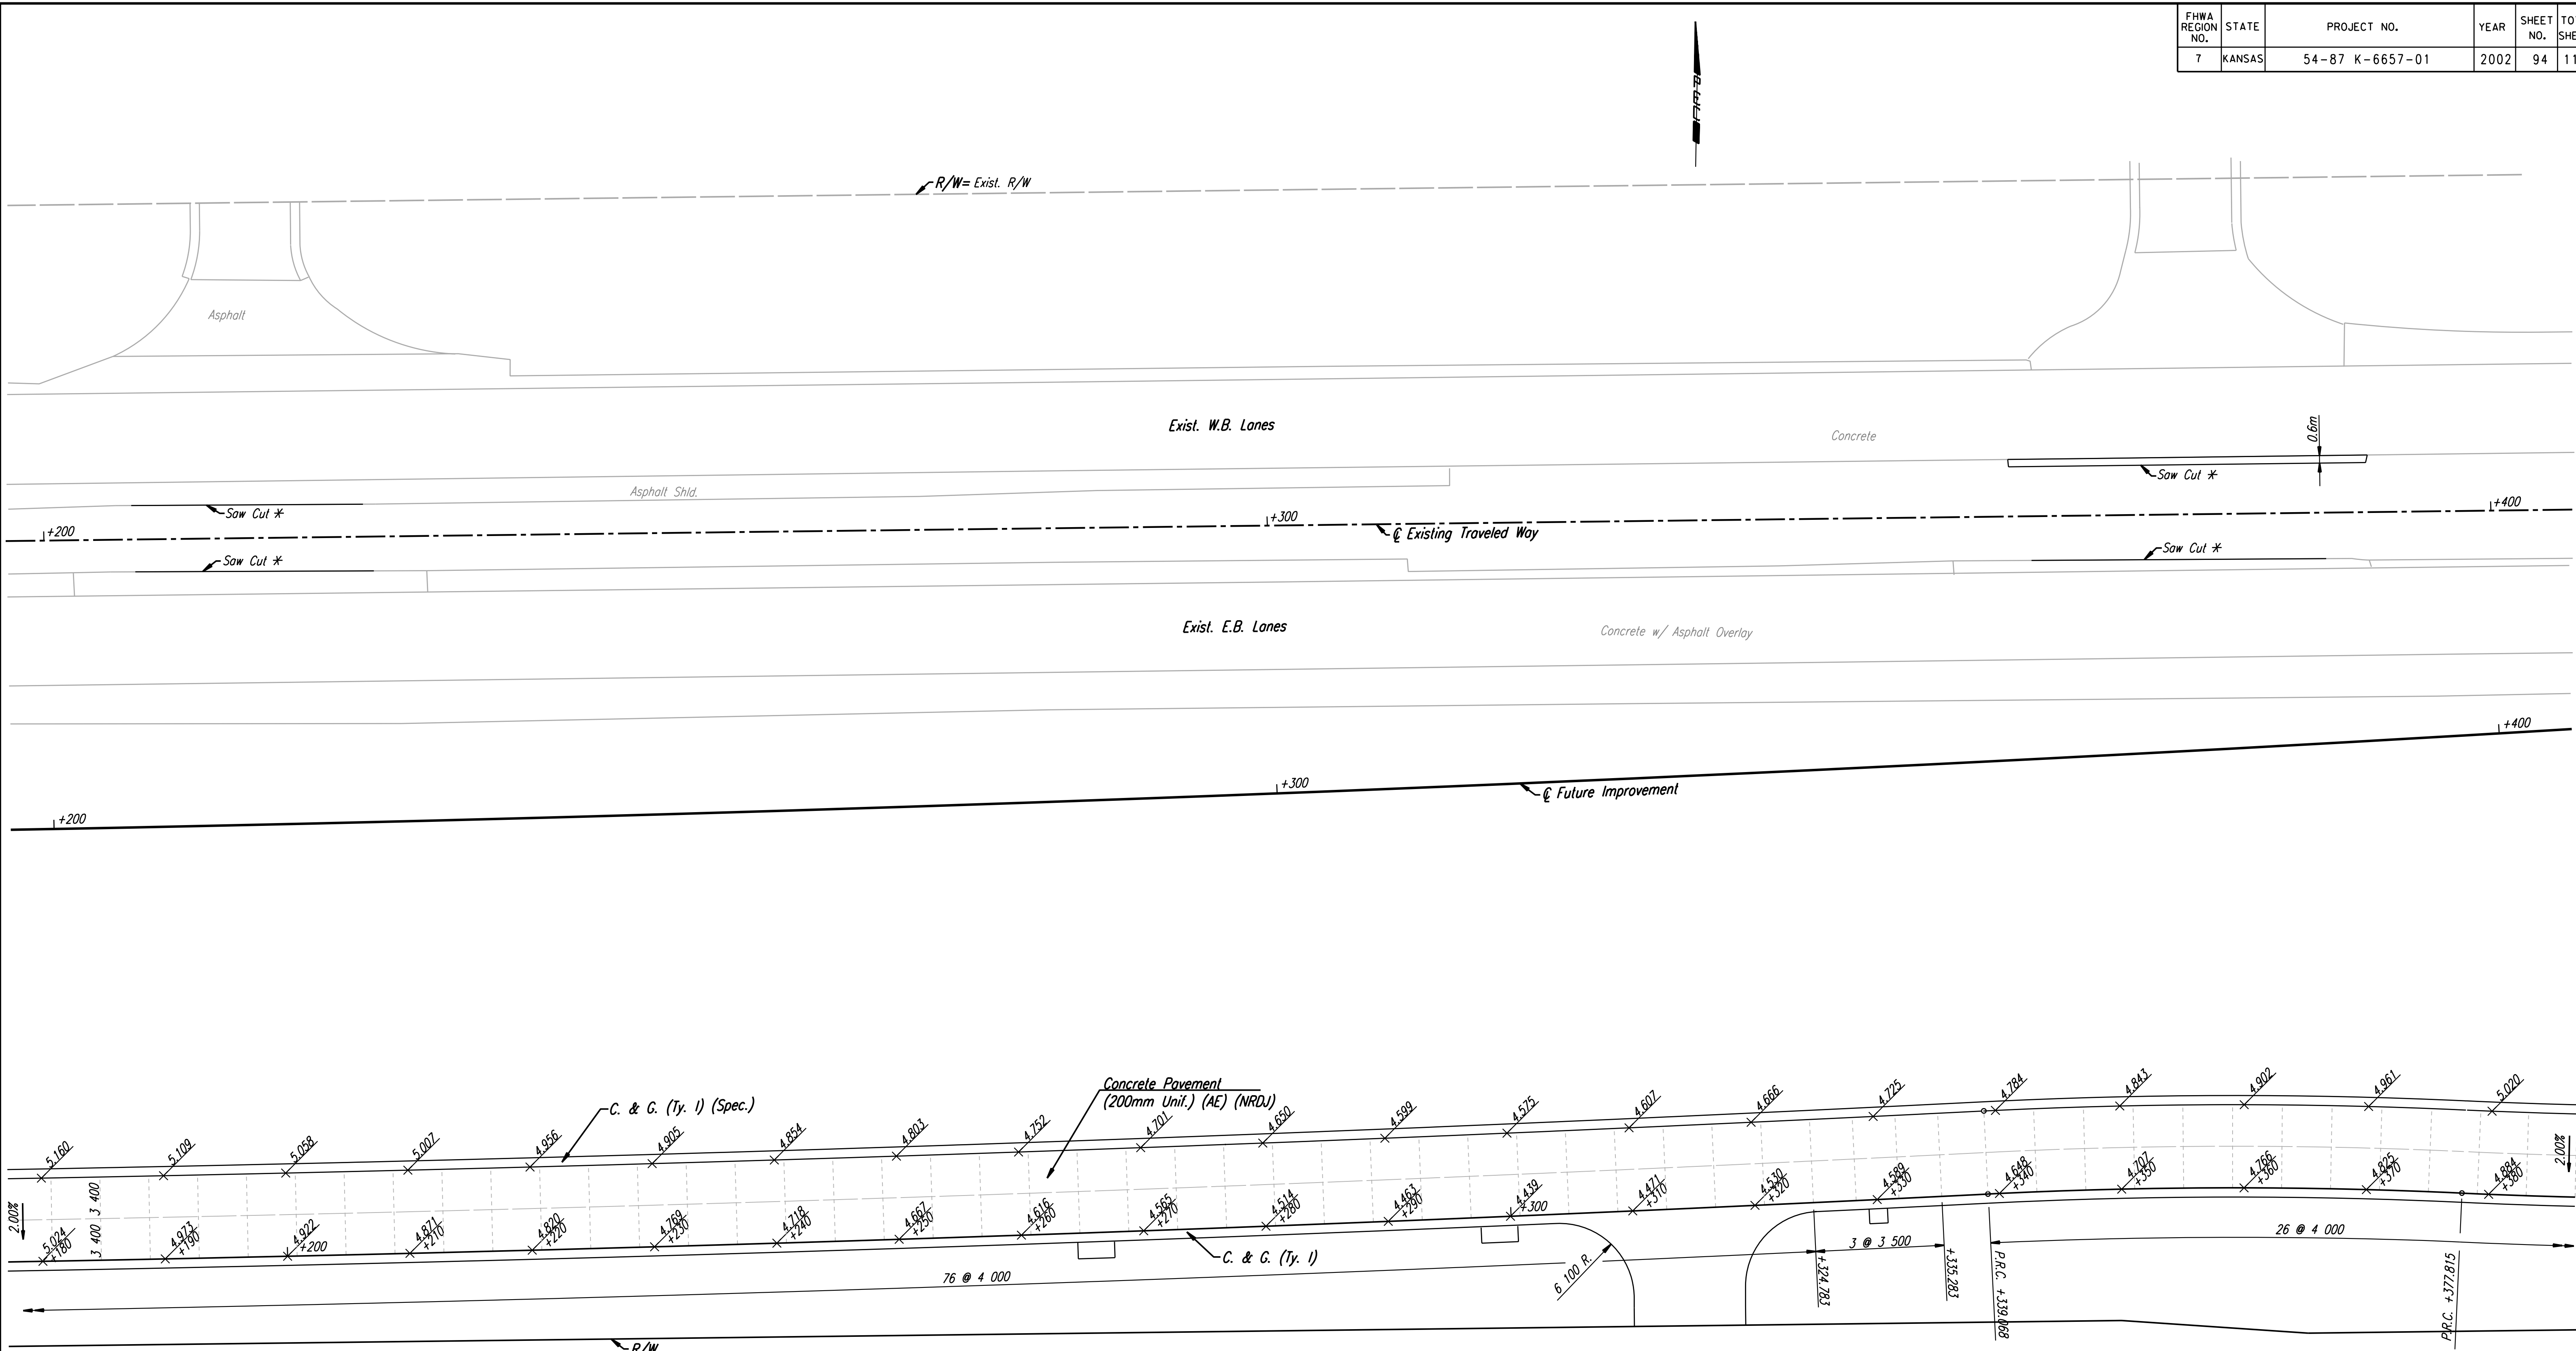 FHWA REGION NO.
STATE
PROJECT NO.
YEAR
SHEET NO.
7
KANSAS
54-87 K-6657-01
2002
94
R/W= Exist. R/W
Asphalt
Exist. W.B. Lanes
Concrete
0.6m
Saw Cut *
Asphalt Shld.
Saw Cut *
+200
+300
+400
℄ Existing Traveled Way
Saw Cut *
Saw Cut *
Exist. E.B. Lanes
Concrete w/ Asphalt Overlay
+200
+300
+400
℄ Future Improvement
C. & G. (Ty. I) (Spec.)
Concrete Pavement
(200mm Unif.) (AE) (NRDJ)
5.160
5.109
5.058
5.007
4.956
4.905
4.854
4.803
4.752
4.701
4.650
4.599
4.575
4.607
4.666
4.725
4.784
4.843
4.902
4.961
5.020
2.00%
3 400
3 400
2.00%
5.024 +180
4.973 +190
4.922 +200
4.871 +210
4.820 +220
4.769 +230
4.718 +240
4.667 +250
4.616 +260
4.565 +270
4.514 +280
4.463 +290
4.439 +300
4.471 +310
4.530 +320
4.589 +330
4.648 +340
4.707 +350
4.766 +360
4.825 +370
4.884 +380
C. & G. (Ty. I)
76 @ 4 000
6 100 R.
3 @ 3 500
26 @ 4 000
+324.783
+335.283
P.R.C. +339.068
P.R.C. +377.815
R/W